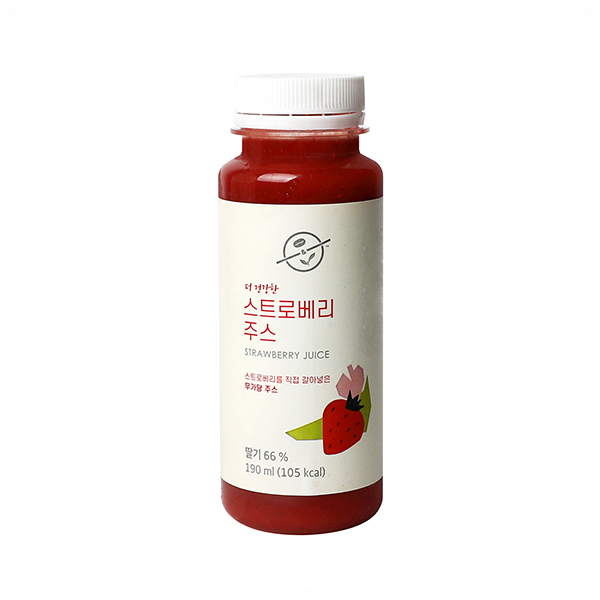 &
더 건강한
스트로베리
주스
STRAWBERRY JUICE
스트로베리를 직접 갈아넣은
무가당 주스
딸기 66 %
190 ml (105 kcal)